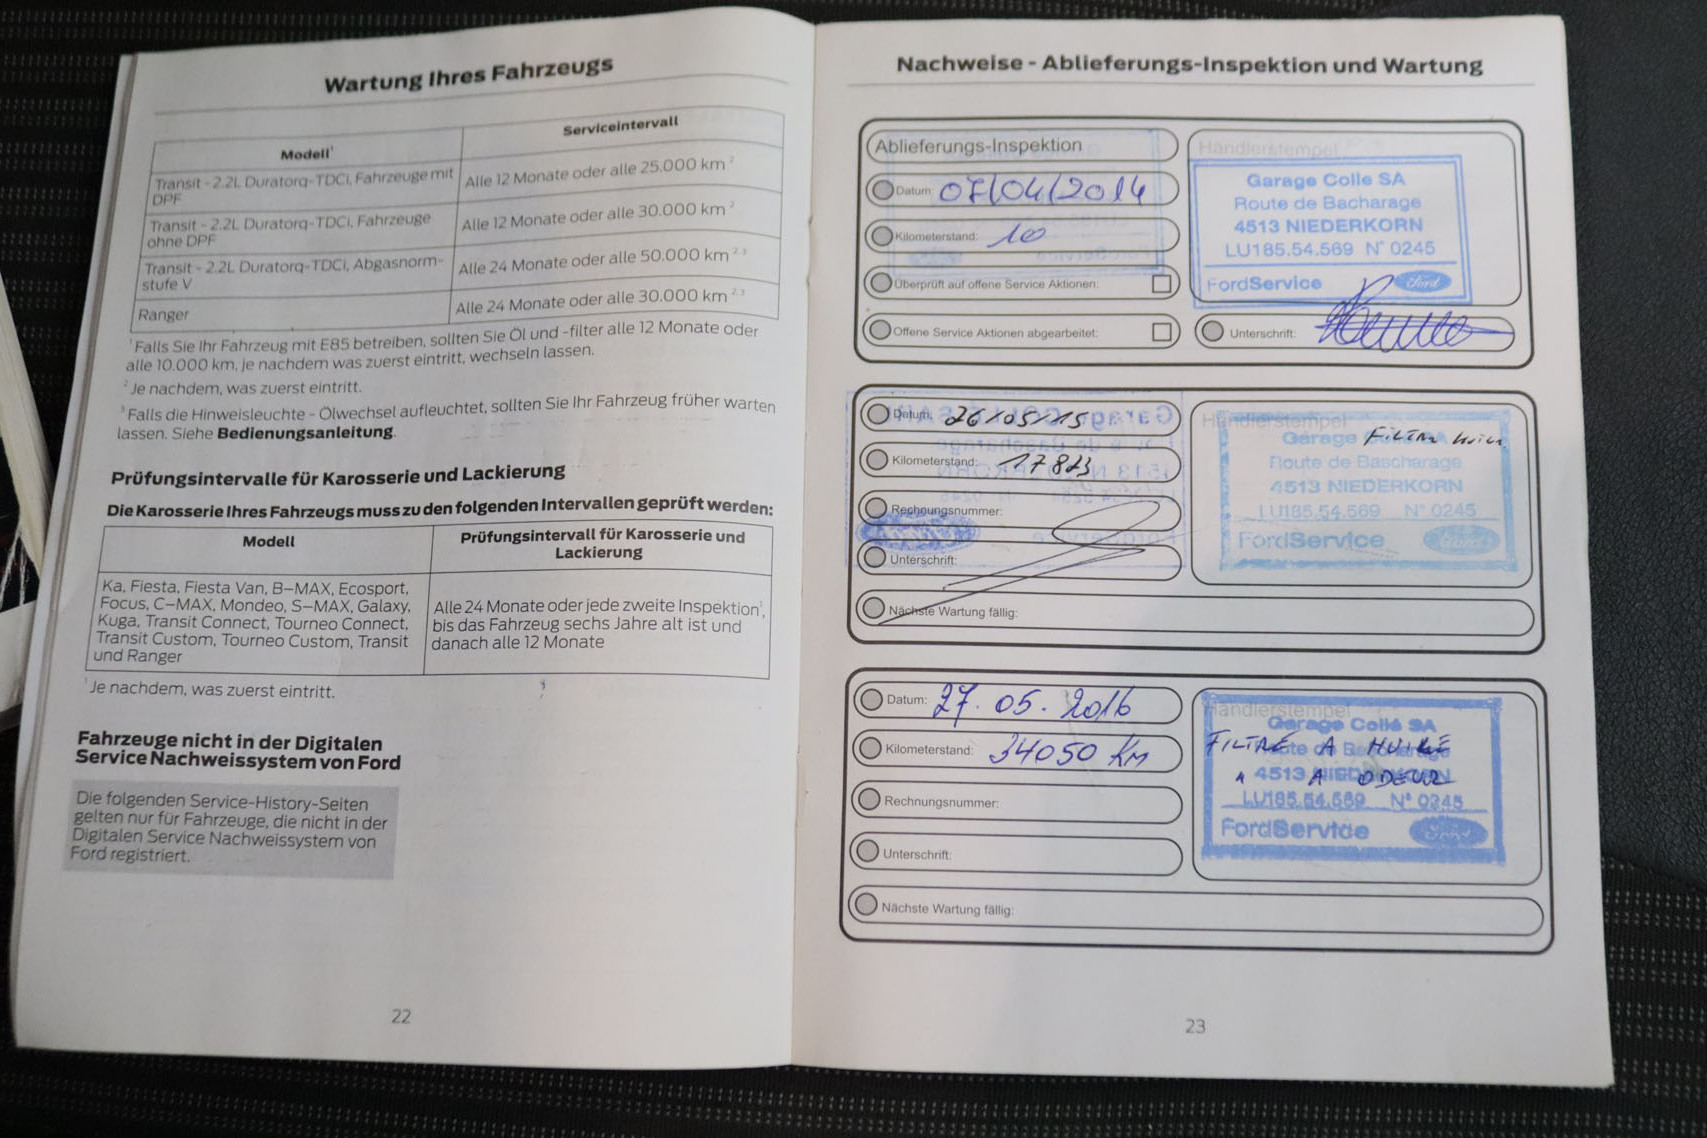 Wartung Ihres Fahrzeugs
Modell¹ Serviceintervall
Transit - 2.2L Duratorq-TDCi, Fahrzeuge mit DPF Alle 12 Monate oder alle 25.000 km ²
Transit - 2.2L Duratorq-TDCi, Fahrzeuge ohne DPF Alle 12 Monate oder alle 30.000 km ²
Transit - 2.2L Duratorq-TDCi, Abgasnorm-
stufe V Alle 24 Monate oder alle 50.000 km ²·³
Ranger Alle 24 Monate oder alle 30.000 km ²·³
¹Falls Sie Ihr Fahrzeug mit E85 betreiben, sollten Sie Öl und -filter alle 12 Monate oder
alle 10.000 km, je nachdem was zuerst eintritt, wechseln lassen.
² Je nachdem, was zuerst eintritt.
³Falls die Hinweisleuchte - Ölwechsel aufleuchtet, sollten Sie Ihr Fahrzeug früher warten
lassen. Siehe Bedienungsanleitung.
Prüfungsintervalle für Karosserie und Lackierung
Die Karosserie Ihres Fahrzeugs muss zu den folgenden Intervallen geprüft werden:
Modell Prüfungsintervall für Karosserie und
Lackierung
Ka, Fiesta, Fiesta Van, B-MAX, Ecosport,
Focus, C-MAX, Mondeo, S-MAX, Galaxy,
Kuga, Transit Connect, Tourneo Connect,
Transit Custom, Tourneo Custom, Transit
und Ranger
Alle 24 Monate oder jede zweite Inspektion¹,
bis das Fahrzeug sechs Jahre alt ist und
danach alle 12 Monate
¹Je nachdem, was zuerst eintritt.
Fahrzeuge nicht in der Digitalen
Service Nachweissystem von Ford
Die folgenden Service-History-Seiten
gelten nur für Fahrzeuge, die nicht in der
Digitalen Service Nachweissystem von
Ford registriert.
22
Nachweise - Ablieferungs-Inspektion und Wartung
Ablieferungs-Inspektion
Datum: 07/04/2014
Kilometerstand: 10
Überprüft auf offene Service Aktionen:
Offene Service Aktionen abgearbeitet:
Händlerstempel
Garage Colle SA
Route de Bacharage
4513 NIEDERKORN
LU185.54.569 N° 0245
FordService Ford
Unterschrift:
Datum: 26/05/15
Kilometerstand: 17823
Rechnungsnummer:
Unterschrift:
Nächste Wartung fällig:
Händlerstempel
Garage FILTRE HUILE SA
Route de Bascharage
4513 NIEDERKORN
LU185.54.569 N° 0245
FordService Ford
Datum: 27.05.2016
Kilometerstand: 34050 KM
Rechnungsnummer:
Unterschrift:
Nächste Wartung fällig:
Händlerstempel
Garage Collé SA
FILTRE A HUILE
4513 A ODEUR
LU185.54.569 N° 0245
FordService Ford
23